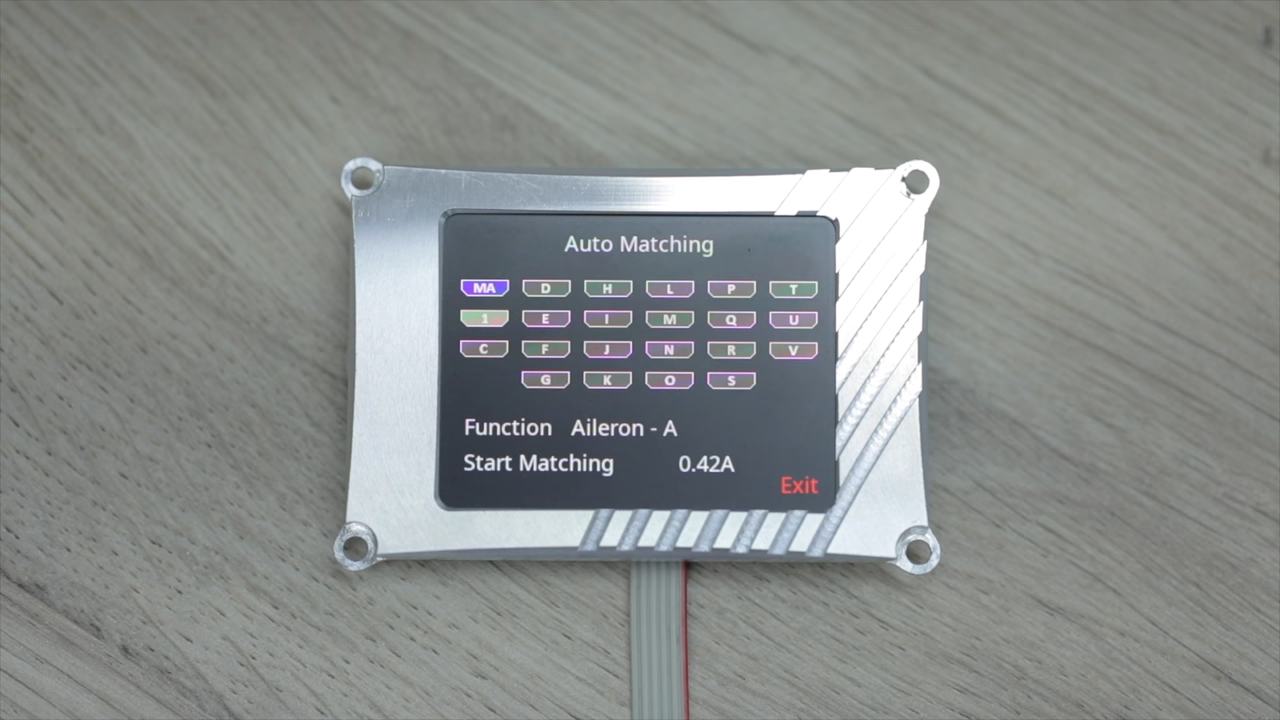 Auto Matching
MA D H L P T
1 E I M Q U
C F J N R V
G K O S
Function Aileron - A
Start Matching 0.42A
Exit